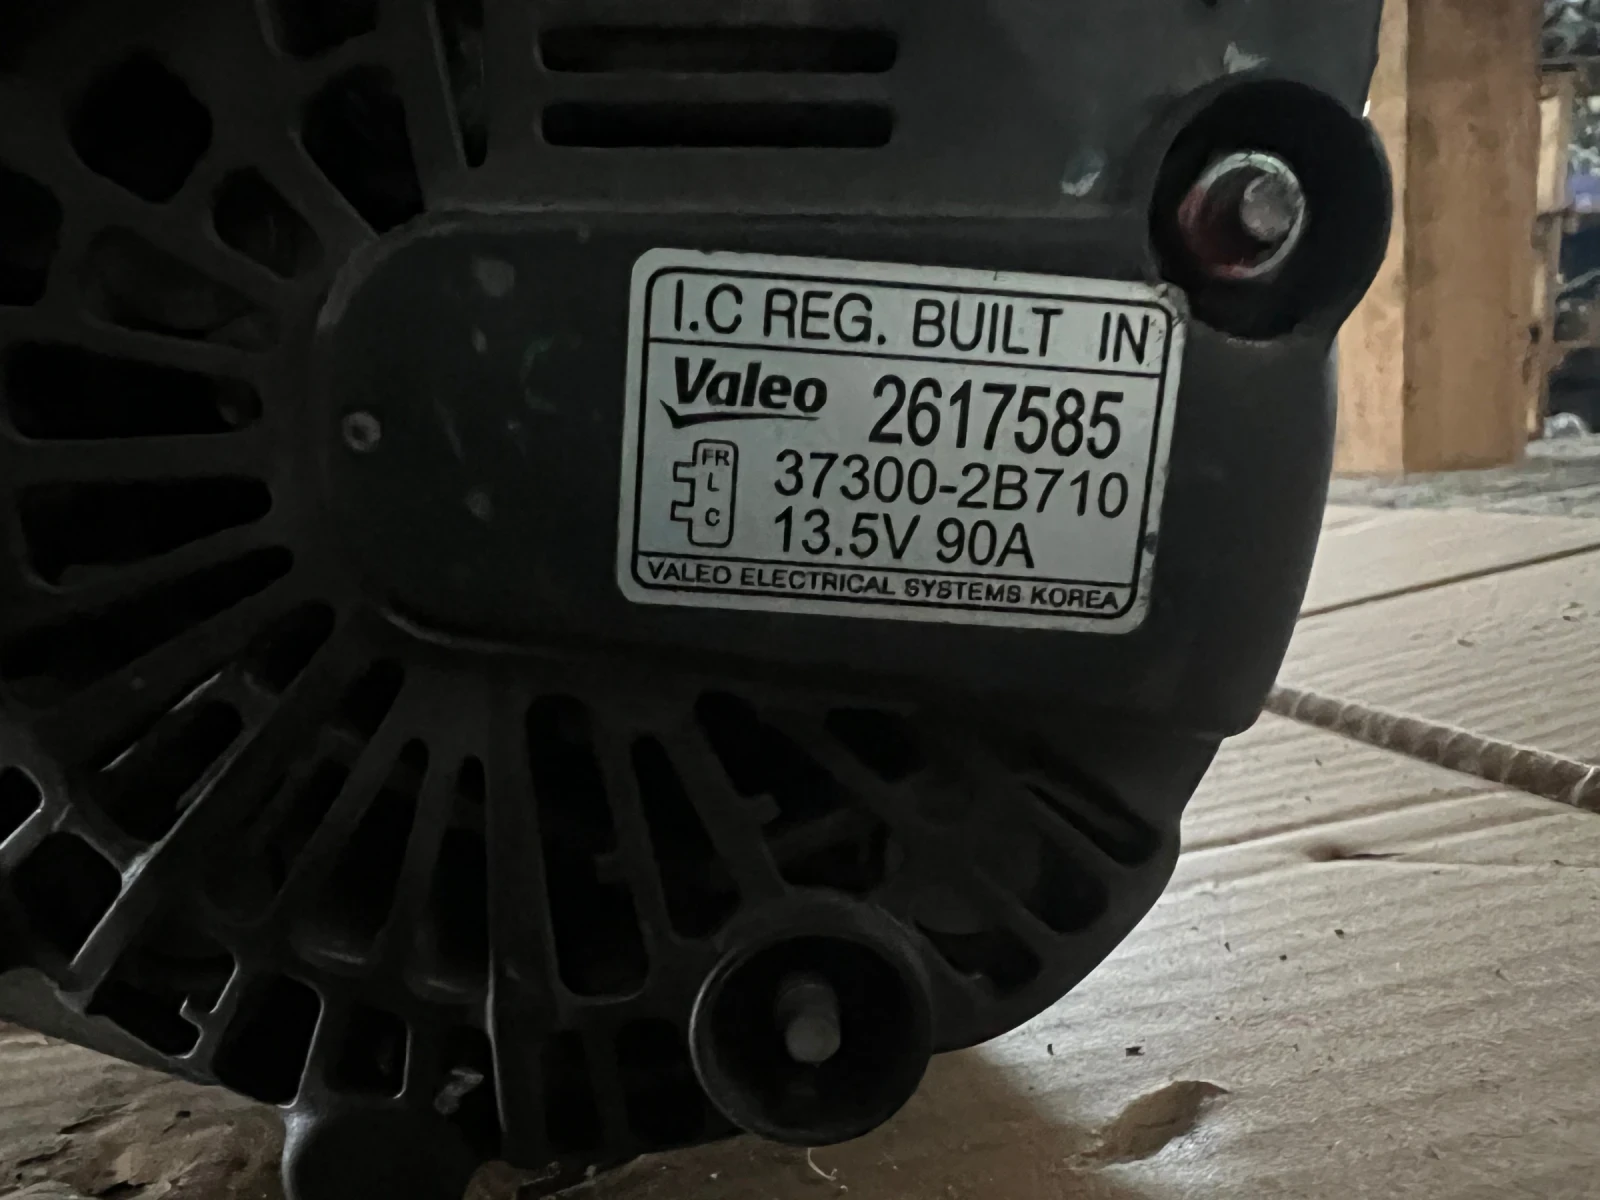 I.C REG. BUILT IN
Valeo 2617585
FR
L
C
37300-2B710
13.5V 90A
VALEO ELECTRICAL SYSTEMS KOREA